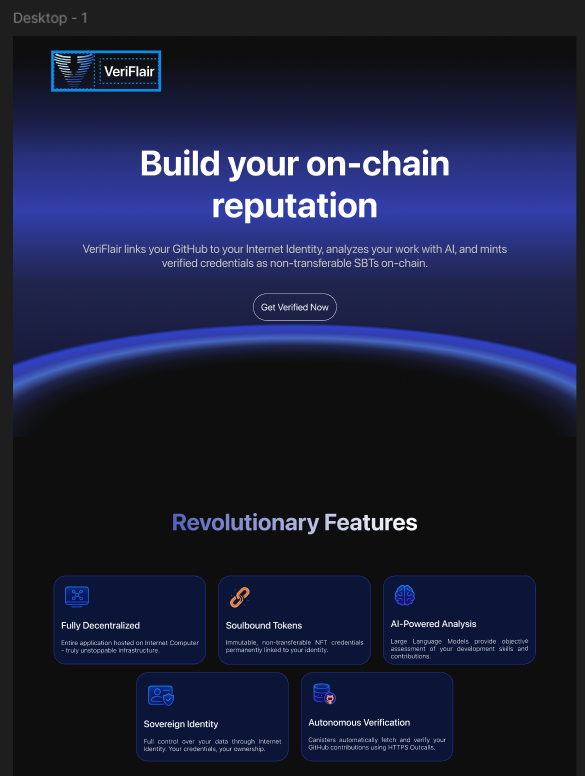 Desktop - 1
VeriFlair
Build your on-chain
reputation
VeriFlair links your GitHub to your Internet Identity, analyzes your work with AI, and mints
verified credentials as non-transferable SBTs on-chain.
Get Verified Now
Revolutionary Features
Fully Decentralized
Entire application hosted on Internet Computer
- truly unstoppable infrastructure.
Soulbound Tokens
Immutable, non-transferable NFT credentials
permanently linked to your identity.
AI-Powered Analysis
Large Language Models provide objective
assessment of your development skills and
contributions.
Sovereign Identity
Full control over your data through Internet
Identity. Your credentials, your ownership.
Autonomous Verification
Canisters automatically fetch and verify your
GitHub contributions using HTTPS Outcalls.